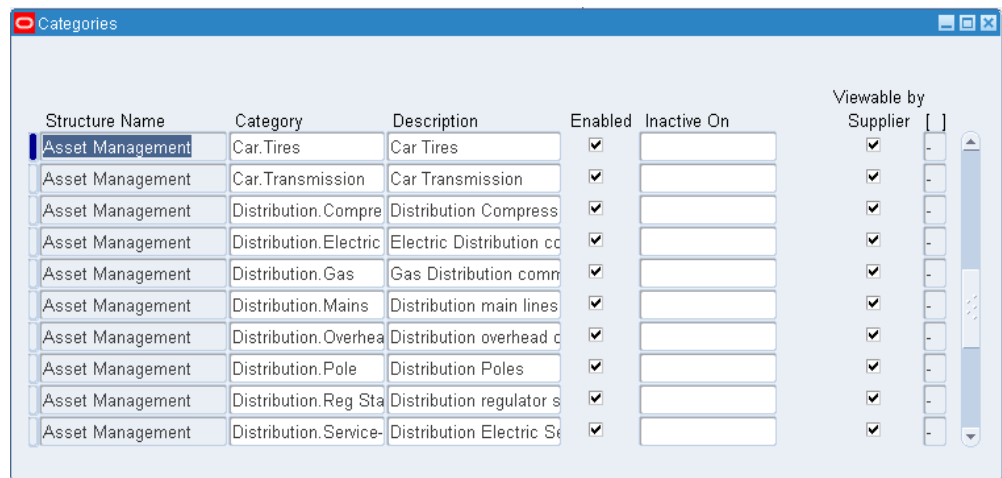 Categories
Viewable by
Structure Name Category Description Enabled Inactive On Supplier [ ]
Asset Management Car.Tires Car Tires -
Asset Management Car.Transmission Car Transmission -
Asset Management Distribution.Compre Distribution Compress -
Asset Management Distribution.Electric Electric Distribution cc -
Asset Management Distribution.Gas Gas Distribution comm -
Asset Management Distribution.Mains Distribution main lines -
Asset Management Distribution.Overhea Distribution overhead c -
Asset Management Distribution.Pole Distribution Poles -
Asset Management Distribution.Reg Sta Distribution regulator s -
Asset Management Distribution.Service- Distribution Electric Se -